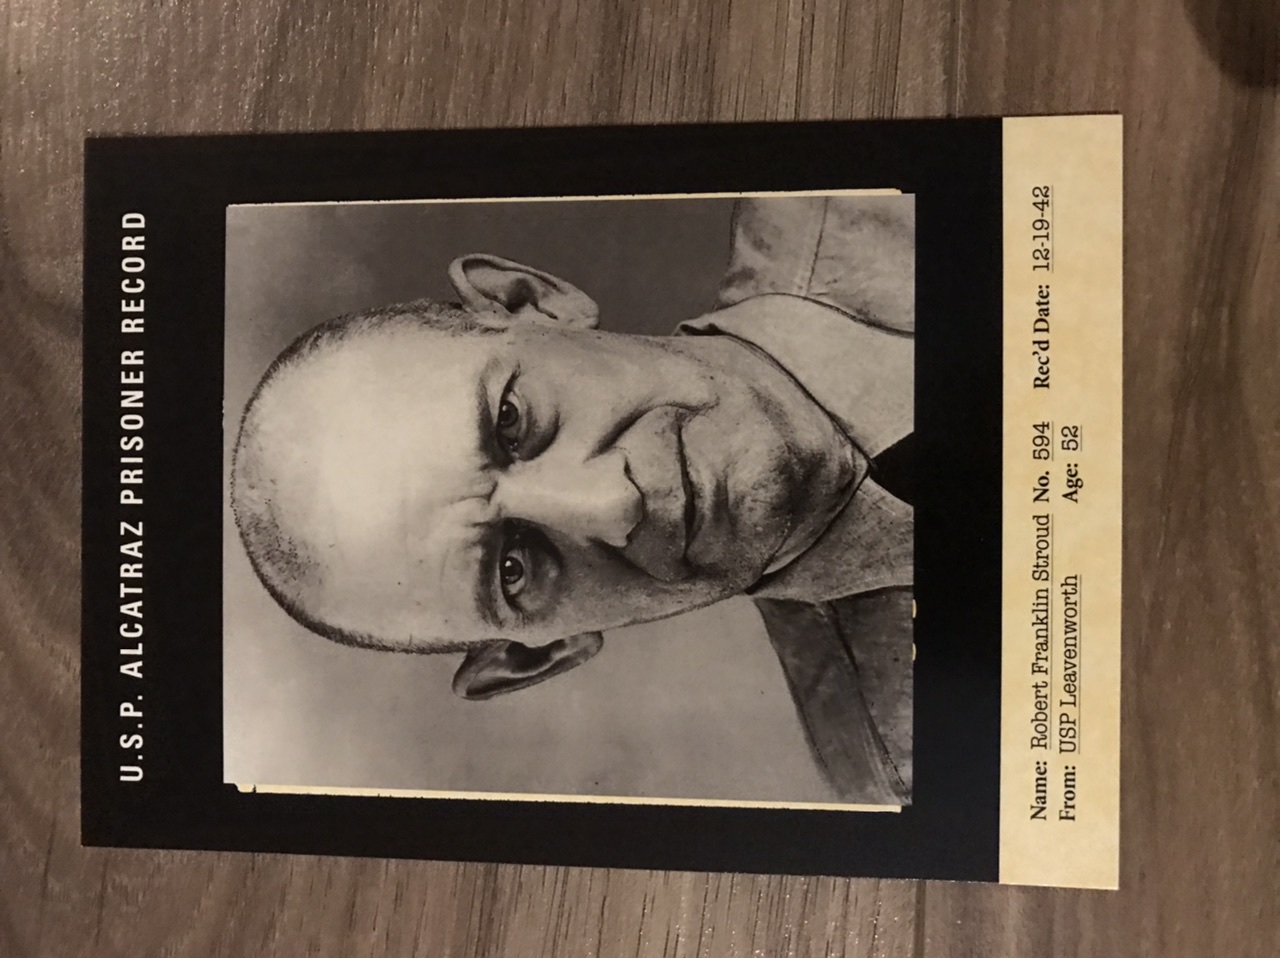 U.S.P. ALCATRAZ PRISONER RECORD
Name: Robert Franklin Stroud No. 594 Rec'd Date: 12-19-42
From: USP Leavenworth Age: 52